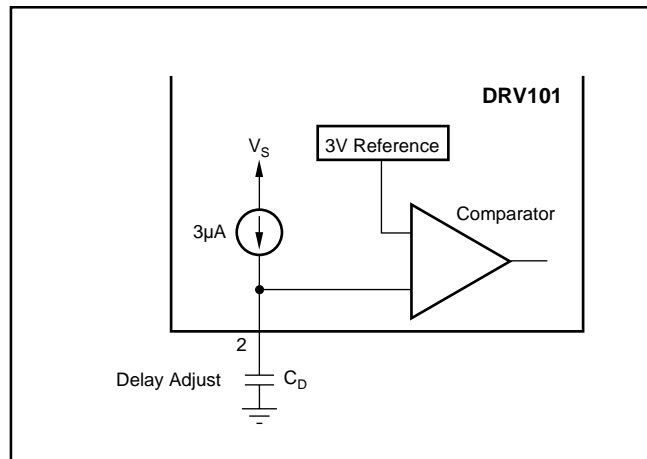 DRV101
3V Reference
V_S
Comparator
3µA
2
Delay Adjust C_D